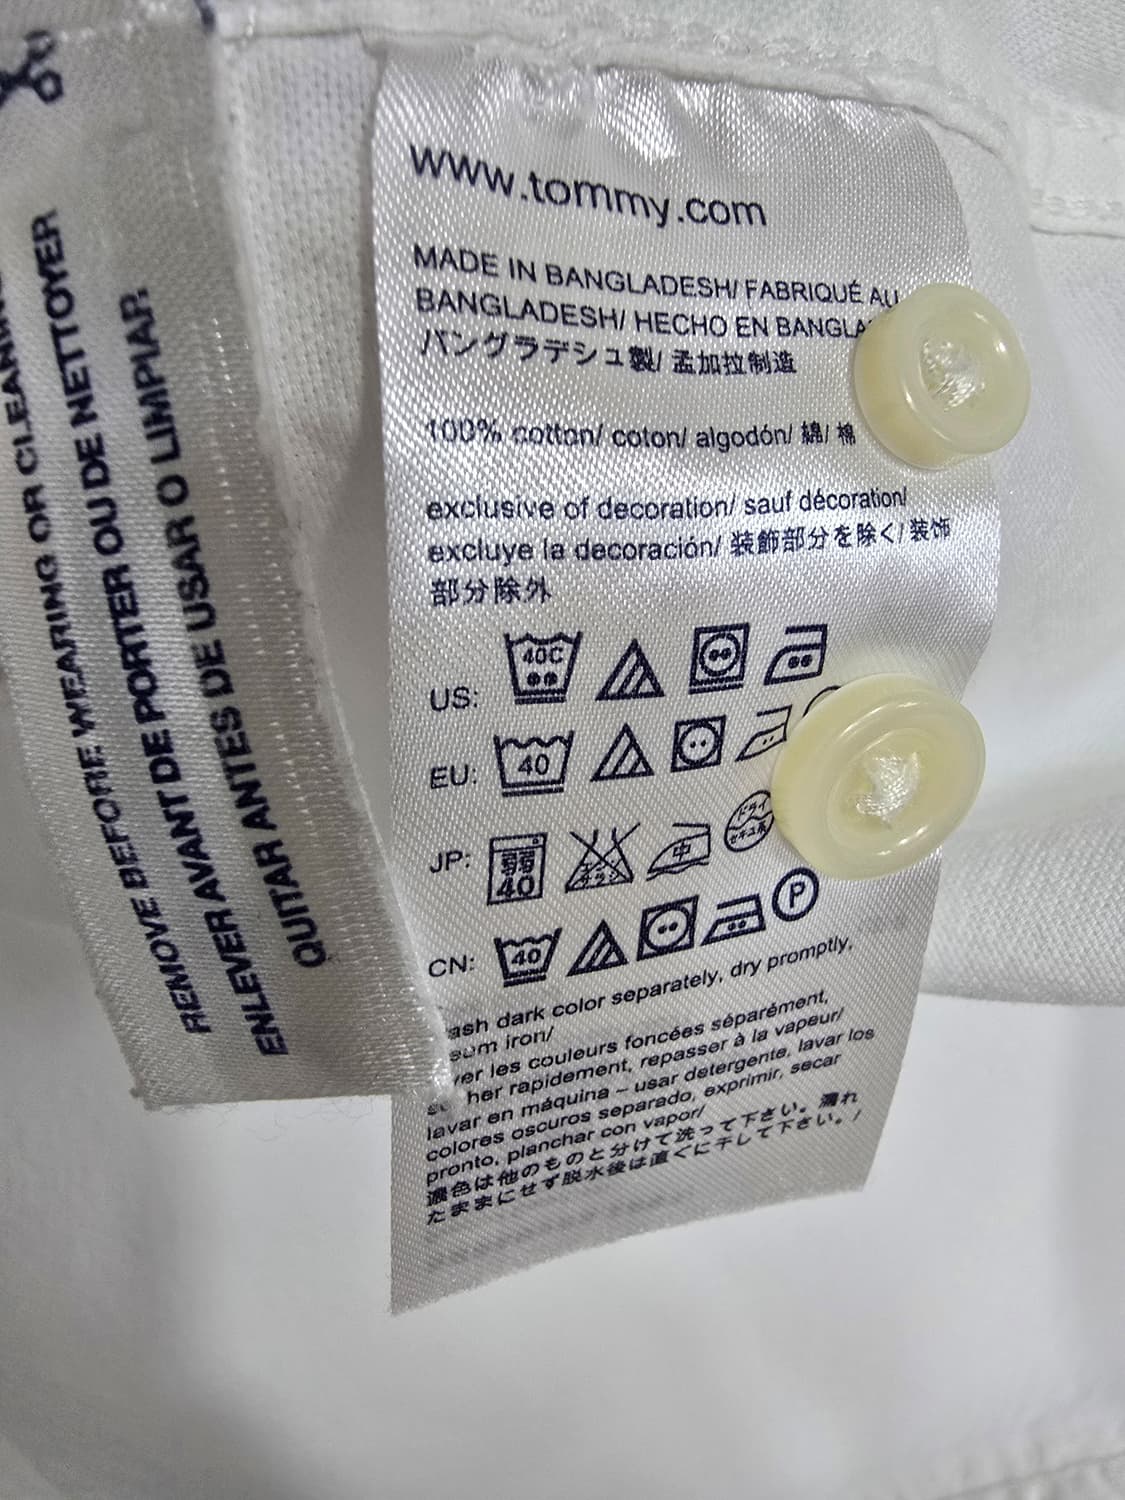 REMOVE BEFORE WEARING OR CLEANING
ENLEVER AVANT DE PORTER OU DE NETTOYER
QUITAR ANTES DE USAR O LIMPIAR
www.tommy.com
MADE IN BANGLADESH/ FABRIQUÉ AU
BANGLADESH/ HECHO EN BANGLA
/バングラデシュ製/ 孟加拉制造
100% cotton/ coton/ algodón/ 綿/ 棉
exclusive of decoration/ sauf décoration/
excluye la decoración/ 装飾部分を除く/ 装饰
部分除外
US: 40C
EU: 40
JP: 弱 40 中 ドライ
CN: 40 P
ash dark color separately, dry promptly,
iron/
er les couleurs foncées séparément,
her rapidement, repasser à la vapeur/
lavar en máquina – usar detergente, lavar los
colores oscuros separado, exprimir, secar
pronto, planchar con vapor/
濃色は他のものと分けて洗って下さい。濡れ
たままにせず脱水後は直ぐに干して下さい。/